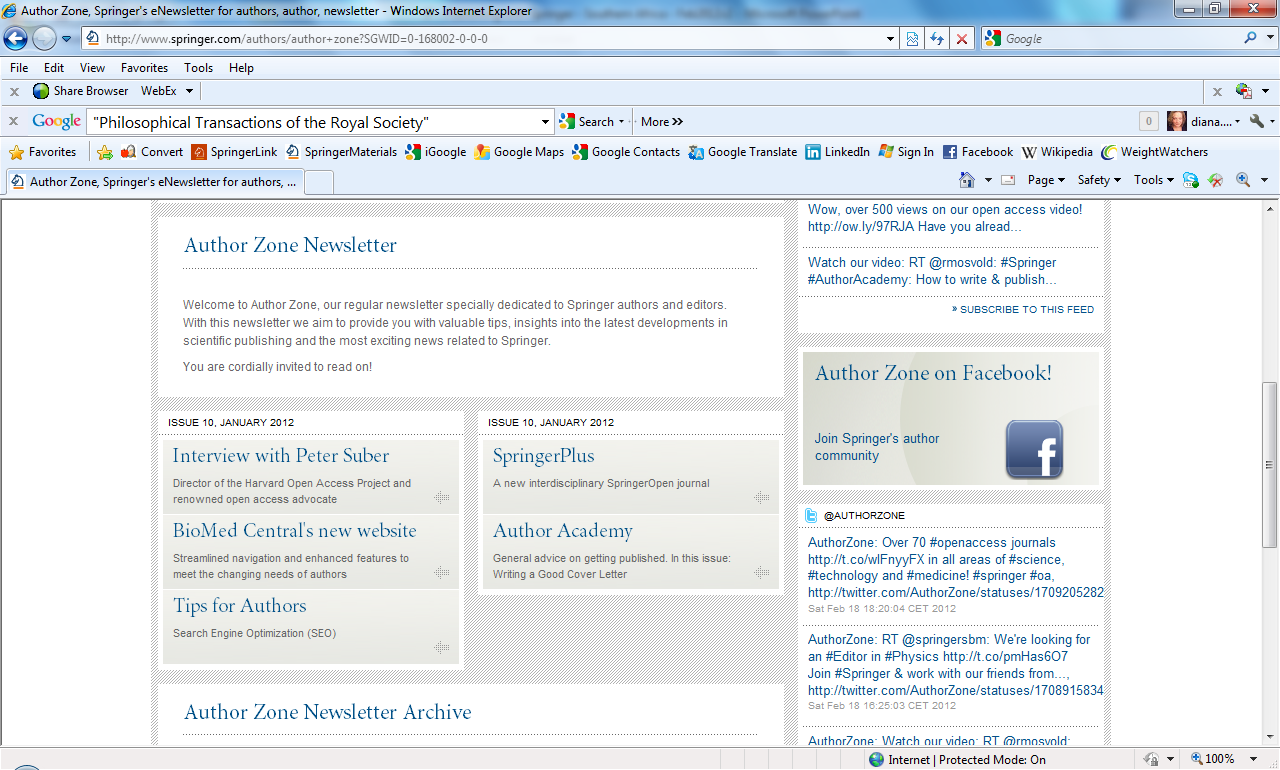 Author Zone, Springer's eNewsletter for authors, author, newsletter - Windows Internet Explorer
http://www.springer.com/authors/author+zone?SGWID=0-168002-0-0-0
Google
File Edit View Favorites Tools Help
x Share Browser WebEx
x
x Google "Philosophical Transactions of the Royal Society" Search More »
0 diana....
Favorites Convert SpringerLink SpringerMaterials iGoogle Google Maps Google Contacts Google Translate LinkedIn Sign In Facebook Wikipedia WeightWatchers
Author Zone, Springer's eNewsletter for authors, ...
Page Safety Tools
Author Zone Newsletter
Welcome to Author Zone, our regular newsletter specially dedicated to Springer authors and editors.
With this newsletter we aim to provide you with valuable tips, insights into the latest developments in
scientific publishing and the most exciting news related to Springer.
You are cordially invited to read on!
ISSUE 10, JANUARY 2012
Interview with Peter Suber
Director of the Harvard Open Access Project and
renowned open access advocate
BioMed Central's new website
Streamlined navigation and enhanced features to
meet the changing needs of authors
Tips for Authors
Search Engine Optimization (SEO)
ISSUE 10, JANUARY 2012
SpringerPlus
A new interdisciplinary SpringerOpen journal
Author Academy
General advice on getting published. In this issue:
Writing a Good Cover Letter
Author Zone Newsletter Archive
Wow, over 500 views on our open access video!
http://ow.ly/97RJA Have you alread...
Watch our video: RT @rmosvold: #Springer
#AuthorAcademy: How to write & publish...
» SUBSCRIBE TO THIS FEED
Author Zone on Facebook!
Join Springer's author
community
@AUTHORZONE
AuthorZone: Over 70 #openaccess journals
http://t.co/wlFnyyFX in all areas of #science,
#technology and #medicine! #springer #oa,
http://twitter.com/AuthorZone/statuses/1709205282
Sat Feb 18 18:20:04 CET 2012
AuthorZone: RT @springersbm: We're looking for
an #Editor in #Physics http://t.co/pmHas6O7
Join #Springer & work with our friends from...,
http://twitter.com/AuthorZone/statuses/1708915834
Sat Feb 18 16:25:03 CET 2012
AuthorZone: Watch our video: RT @rmosvold:
Internet | Protected Mode: On
100%